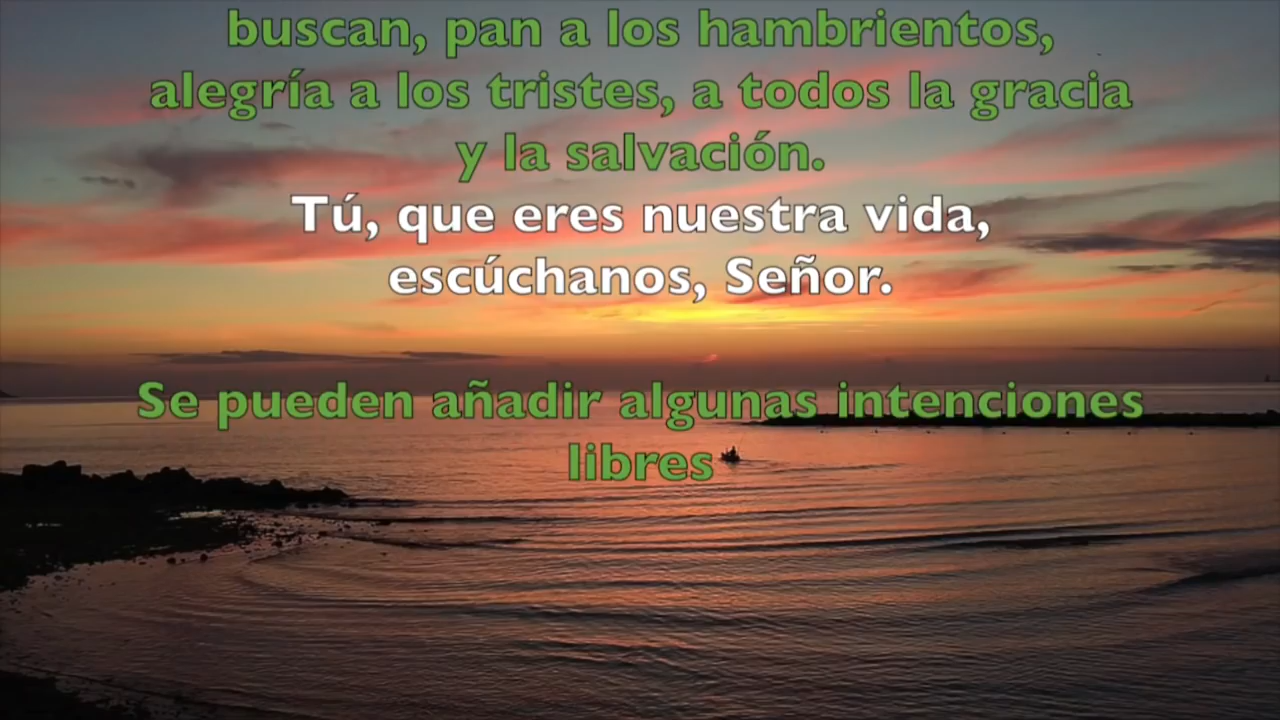 buscan, pan a los hambrientos,
alegría a los tristes, a todos la gracia
y la salvación.
Tú, que eres nuestra vida,
escúchanos, Señor.
Se pueden añadir algunas intenciones
libres